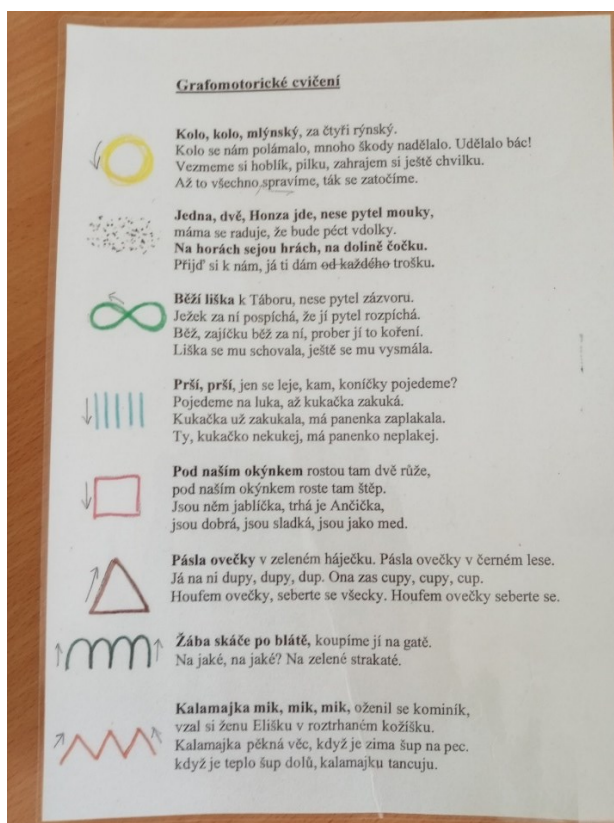 Grafomotorické cvičení
Kolo, kolo, mlýnský, za čtyři rýnský.
Kolo se nám polámalo, mnoho škody nadělalo. Udělalo bác!
Vezmeme si hoblík, pilku, zahrajem si ještě chvilku.
Až to všechno spravíme, ták se zatočíme.
Jedna, dvě, Honza jde, nese pytel mouky,
máma se raduje, že bude péct vdolky.
Na horách sejou hrách, na dolině čočku.
Přijď si k nám, já ti dám od každého trošku.
Běží liška k Táboru, nese pytel zázvoru.
Ježek za ní pospíchá, že jí pytel rozpíchá.
Běž, zajíčku běž za ní, prober jí to koření.
Liška se mu schovala, ještě se mu vysmála.
Prší, prší, jen se leje, kam, koníčky pojedeme?
Pojedeme na luka, až kukačka zakuká.
Kukačka už zakukala, má panenka zaplakala.
Ty, kukačko nekukej, má panenko neplakej.
Pod naším okýnkem rostou tam dvě růže,
pod naším okýnkem roste tam štěp.
Jsou něm jablíčka, trhá je Ančička,
jsou dobrá, jsou sladká, jsou jako med.
Pásla ovečky v zeleném háječku. Pásla ovečky v černém lese.
Já na ni dupy, dupy, dup. Ona zas cupy, cupy, cup.
Houfem ovečky, seberte se všecky. Houfem ovečky seberte se.
Žába skáče po blátě, koupíme jí na gatě.
Na jaké, na jaké? Na zelené strakaté.
Kalamajka mik, mik, mik, oženil se kominík,
vzal si ženu Elišku v roztrhaném kožíšku.
Kalamajka pěkná věc, když je zima šup na pec.
když je teplo šup dolů, kalamajku tancuju.